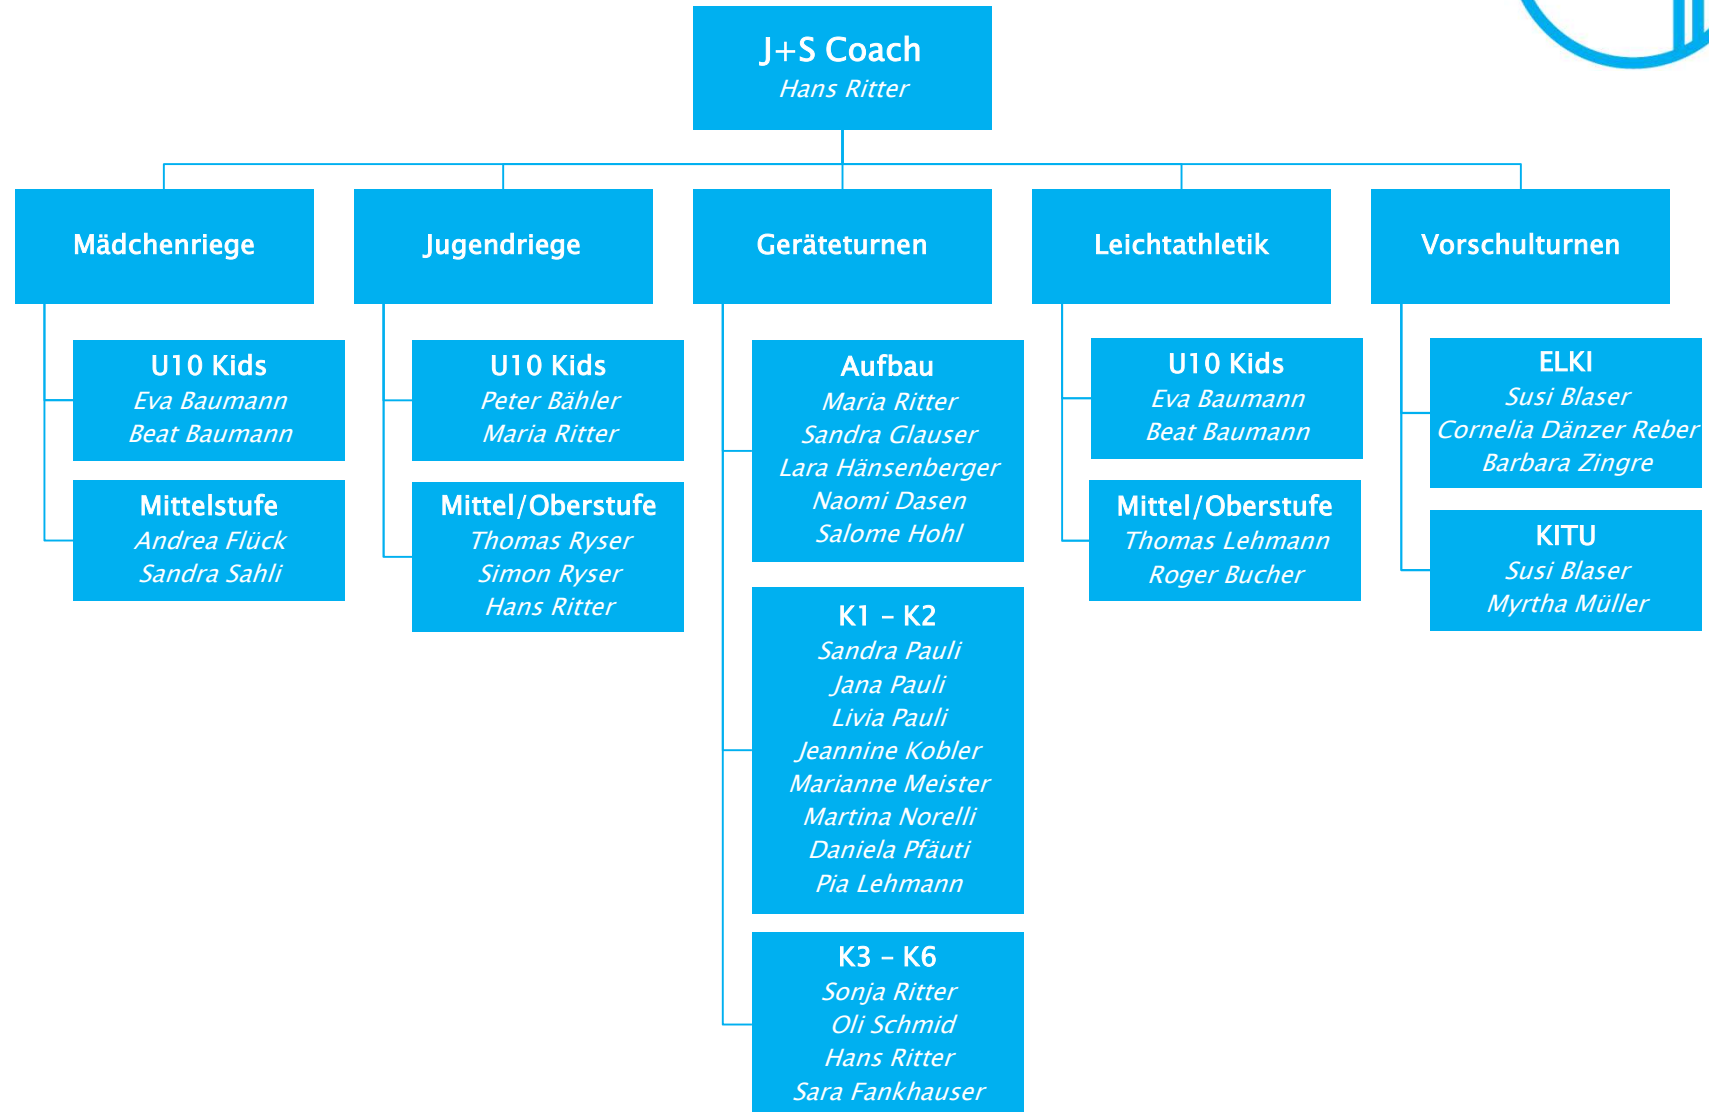 J+S Coach
Hans Ritter
Mädchenriege
U10 Kids
Eva Baumann
Beat Baumann
Mittelstufe
Andrea Flück
Sandra Sahli
Jugendriege
U10 Kids
Peter Bähler
Maria Ritter
Mittel/Oberstufe
Thomas Ryser
Simon Ryser
Hans Ritter
Geräteturnen
Aufbau
Maria Ritter
Sandra Glauser
Lara Hänsenberger
Naomi Dasen
Salome Hohl
K1 – K2
Sandra Pauli
Jana Pauli
Livia Pauli
Jeannine Kobler
Marianne Meister
Martina Norelli
Daniela Pfäuti
Pia Lehmann
K3 – K6
Sonja Ritter
Oli Schmid
Hans Ritter
Sara Fankhauser
Leichtathletik
U10 Kids
Eva Baumann
Beat Baumann
Mittel/Oberstufe
Thomas Lehmann
Roger Bucher
Vorschulturnen
ELKI
Susi Blaser
Cornelia Dänzer Reber
Barbara Zingre
KITU
Susi Blaser
Myrtha Müller